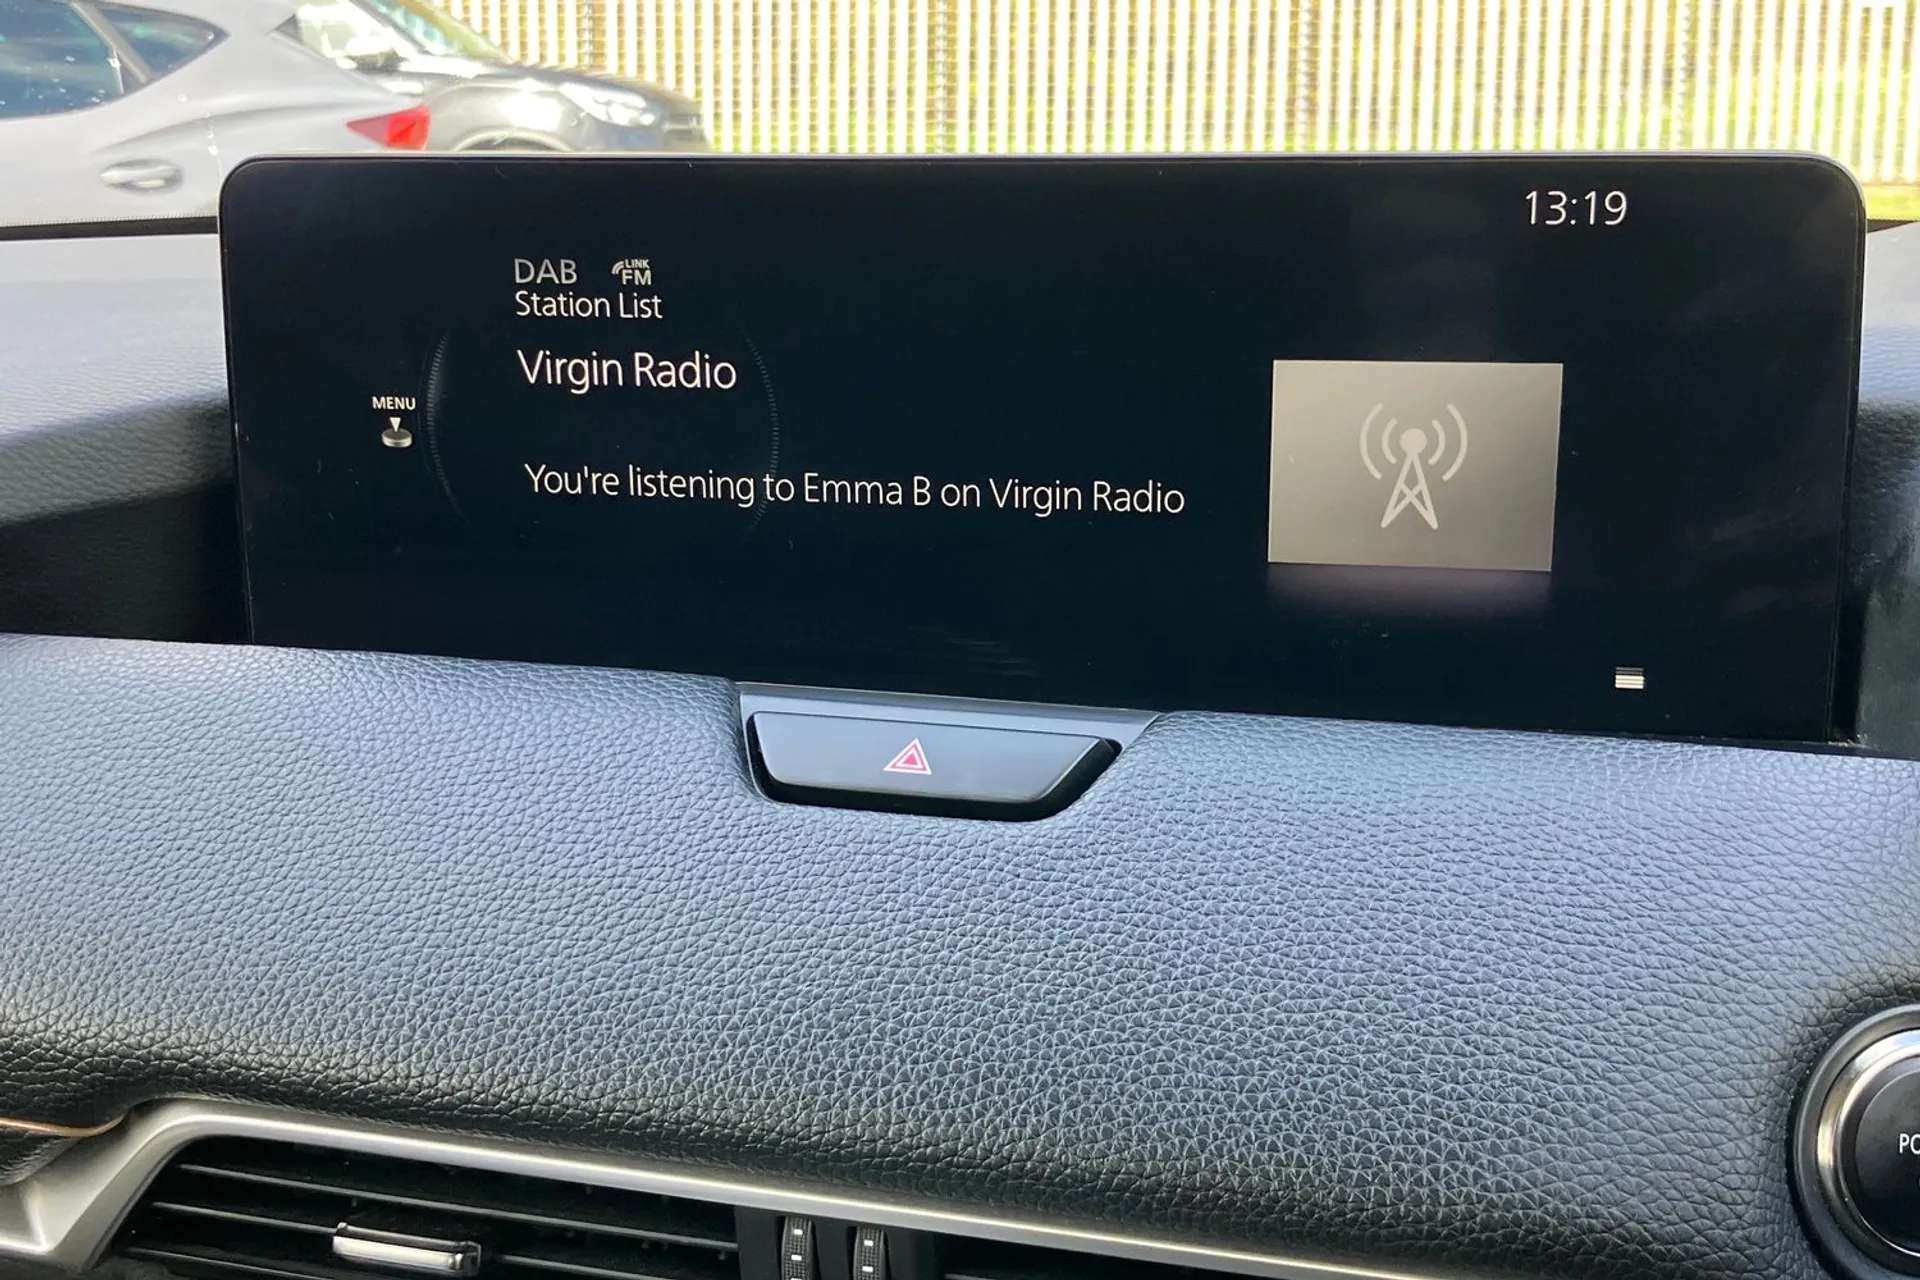 13:19
DAB LINK FM
Station List
Virgin Radio
MENU
You're listening to Emma B on Virgin Radio